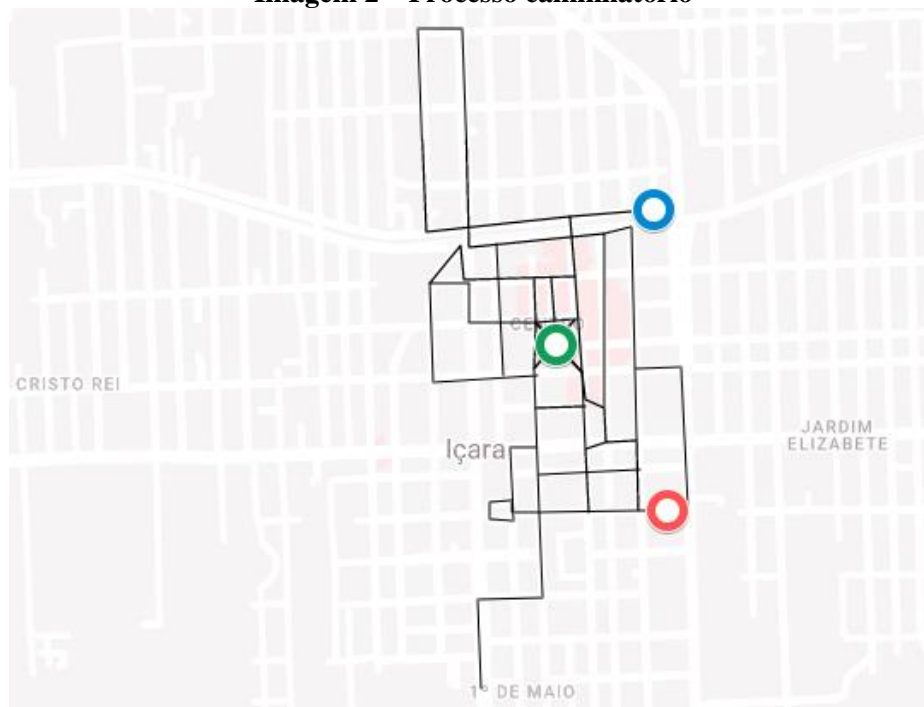 Imagem 2 – Processo caminhatório
CENTRO
CRISTO REI
JARDIM
ELIZABETE
Içara
1º DE MAIO